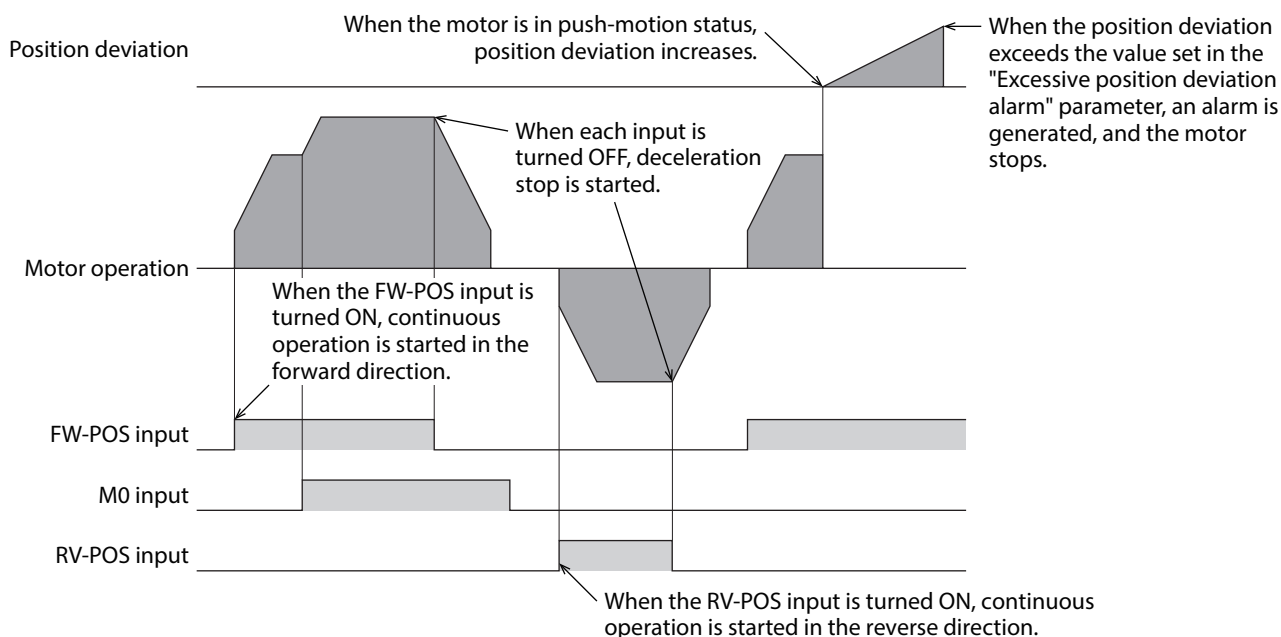 Position deviation
When the motor is in push-motion status,
position deviation increases.
When the position deviation
exceeds the value set in the
"Excessive position deviation
alarm" parameter, an alarm is
generated, and the motor
stops.
When each input is
turned OFF, deceleration
stop is started.
Motor operation
When the FW-POS input is
turned ON, continuous
operation is started in the
forward direction.
FW-POS input
M0 input
RV-POS input
When the RV-POS input is turned ON, continuous
operation is started in the reverse direction.